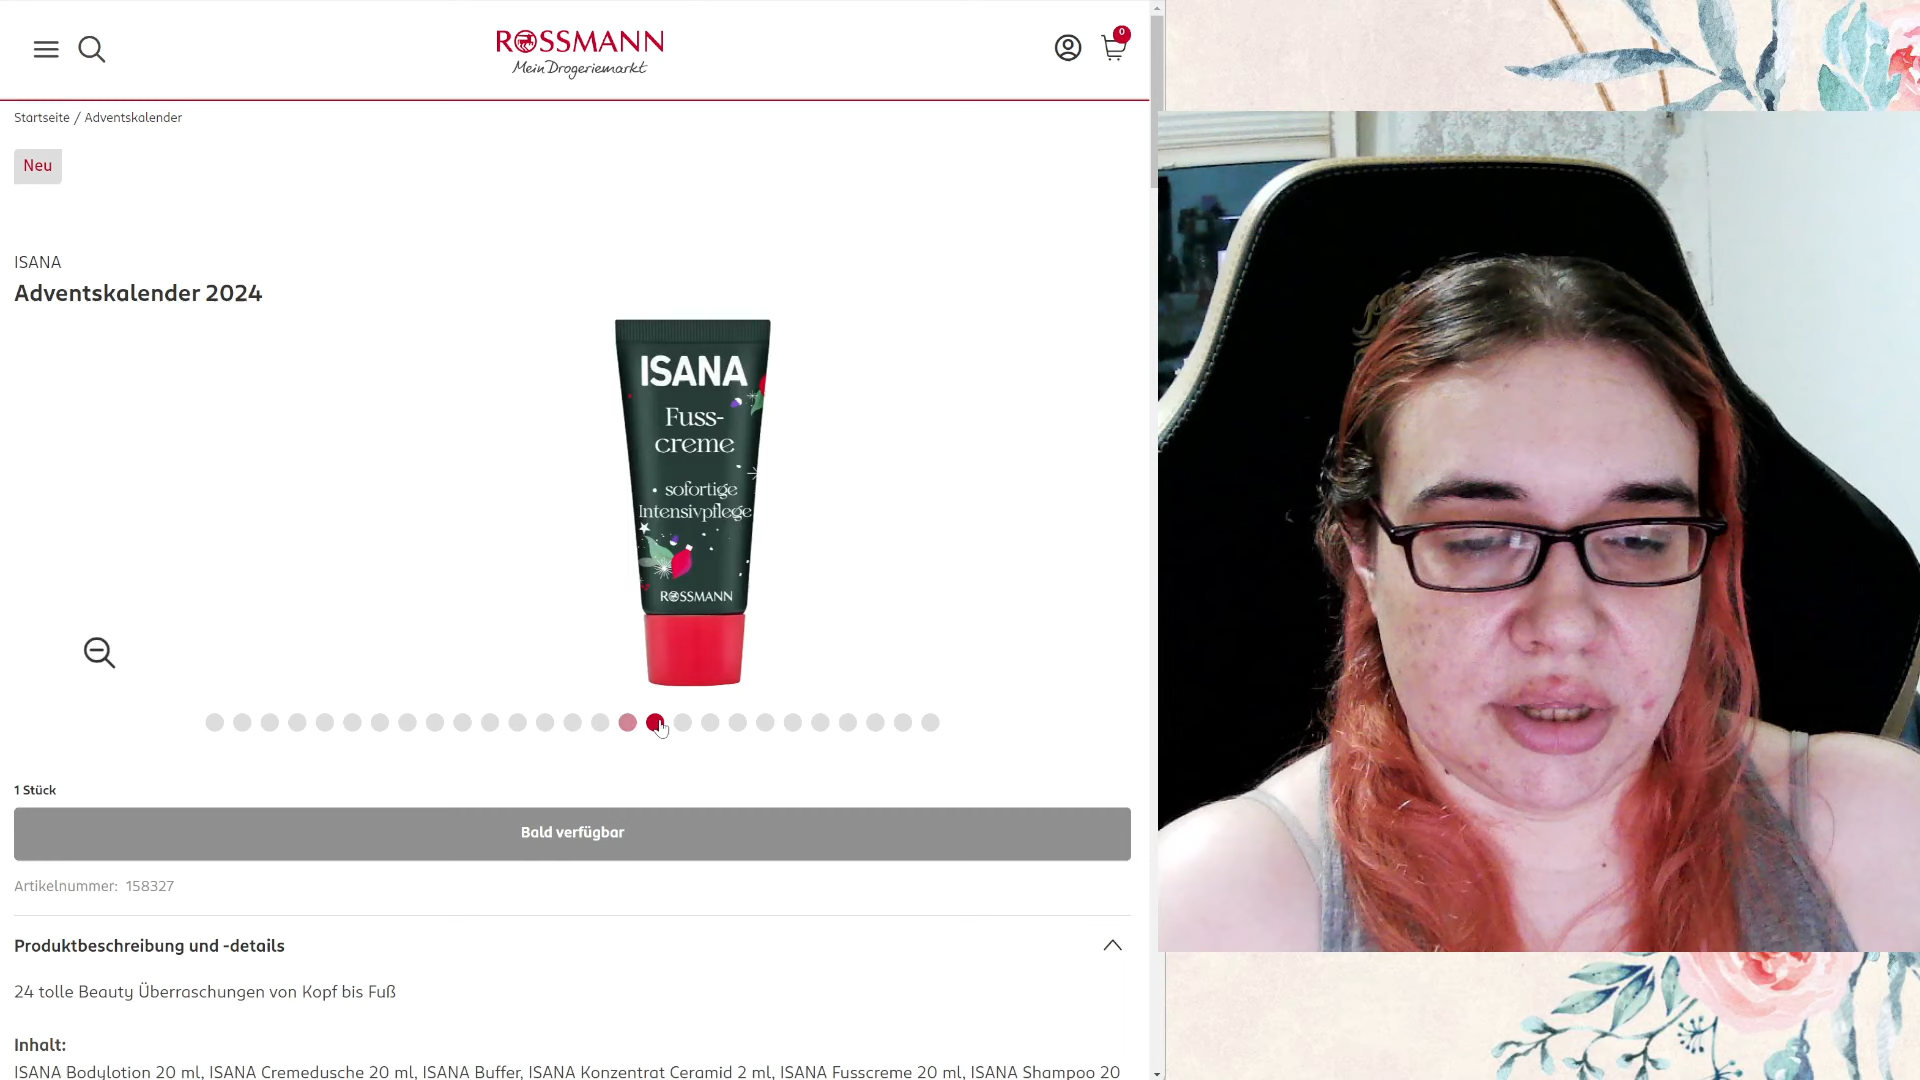 ROSSMANN
Mein Drogeriemarkt
0
Startseite / Adventskalender
Neu
ISANA
Adventskalender 2024
ISANA
Fuss-
creme
• sofortige
Intensivpflege
ROSSMANN
1 Stück
Bald verfügbar
Artikelnummer: 158327
Produktbeschreibung und -details
24 tolle Beauty Überraschungen von Kopf bis Fuß
Inhalt:
ISANA Bodylotion 20 ml, ISANA Cremedusche 20 ml, ISANA Buffer, ISANA Konzentrat Ceramid 2 ml, ISANA Fusscreme 20 ml, ISANA Shampoo 20